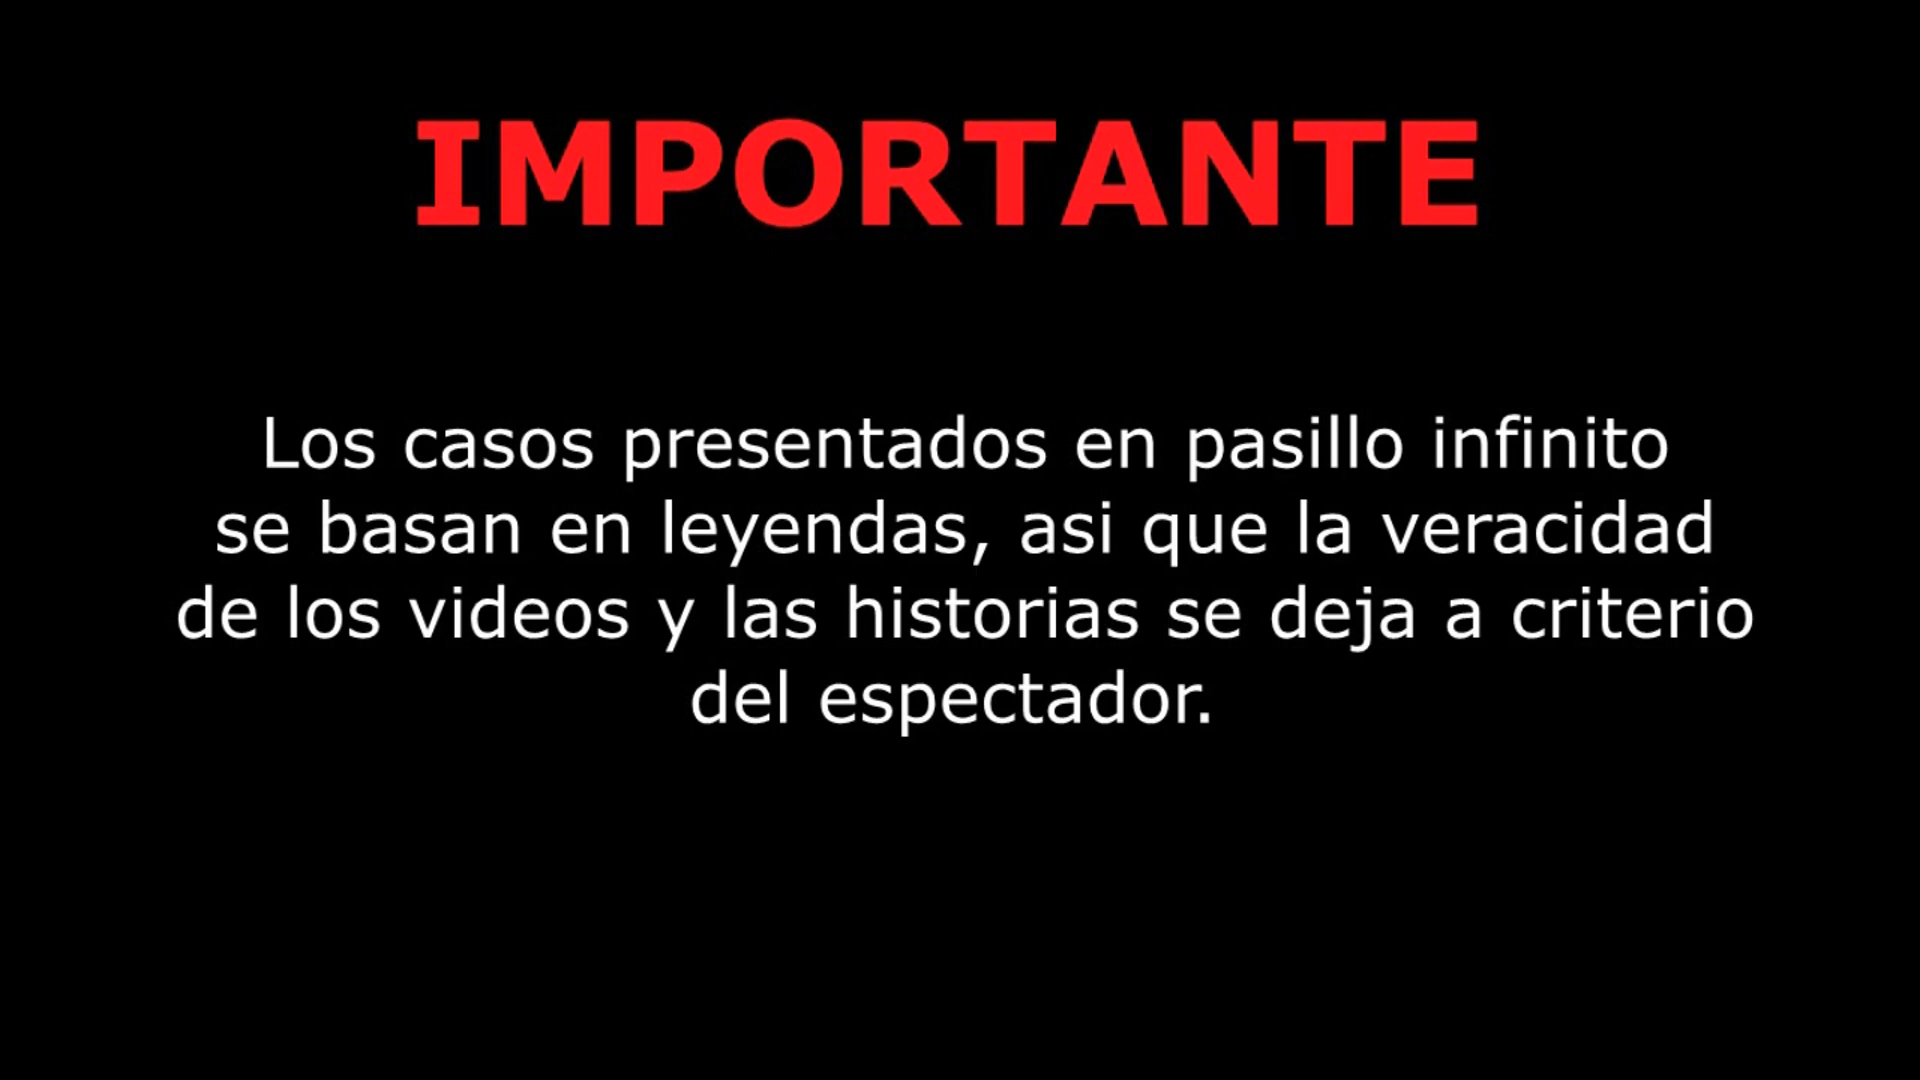 IMPORTANTE
Los casos presentados en pasillo infinito
se basan en leyendas, asi que la veracidad
de los videos y las historias se deja a criterio
del espectador.